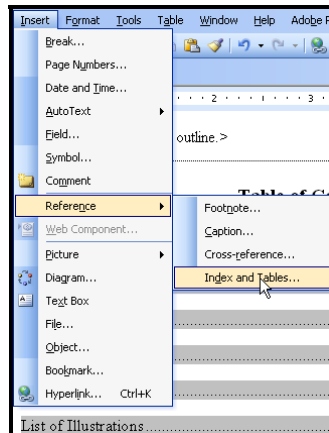 Insert Format Tools Table Window Help Adobe
Break...
Page Numbers...
Date and Time...
2 3
AutoText
Field...
outline.>
Symbol...
Comment
Table of
Reference
Footnote...
Web Component...
Caption...
Picture
Cross-reference...
Diagram...
Index and Tables...
Text Box
File...
Object...
Bookmark...
Hyperlink... Ctrl+K
List of Illustrations